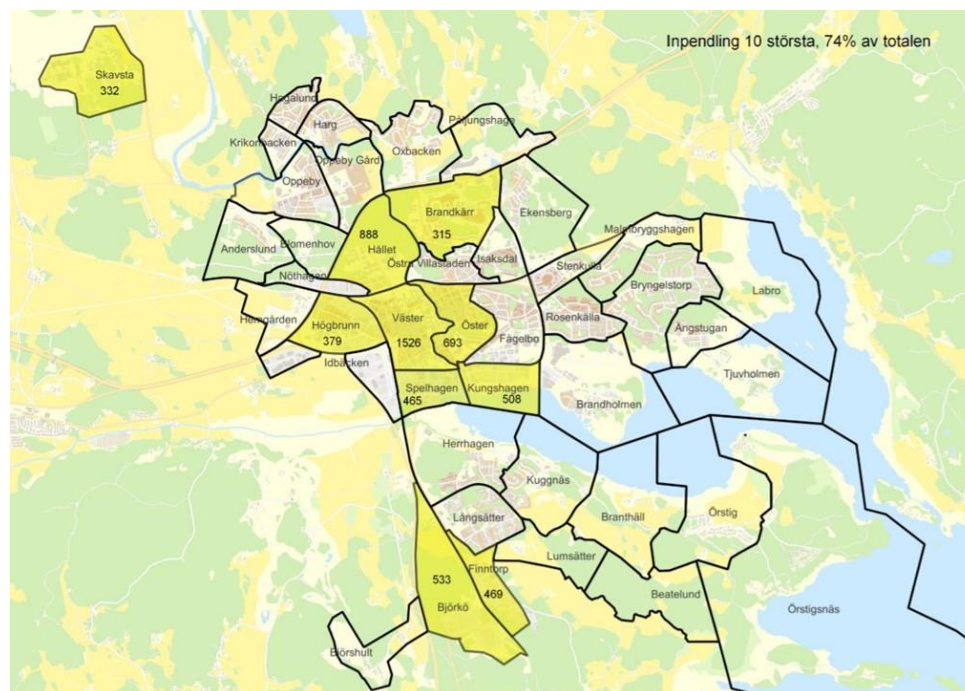 Inpendling 10 största, 74% av totalen
Skavsta
332
Hagalund
Harg
Påljungshage
Krikonbacken
Oxbacken
Oppeby Gård
Oppeby
Brandkärr
315
Ekensberg
888
Hället
Anderslund
Blomenhov
Malmbryggshagen
Östra Villastaden
Isaksdal
Stenkulla
Nöthagen
Bryngelstorp
Labro
Hemgården
Högbrunn
379
Väster
1526
Öster
693
Fågelbo
Rosenkälla
Ängstugan
Idbäcken
Tjuvholmen
Spelhagen
465
Kungshagen
508
Brandholmen
Herrhagen
Kuggnäs
Långsätter
Branthäll
Örstig
Lumsätter
Finntorp
469
533
Björkö
Beatelund
Örstigsnäs
Björshult